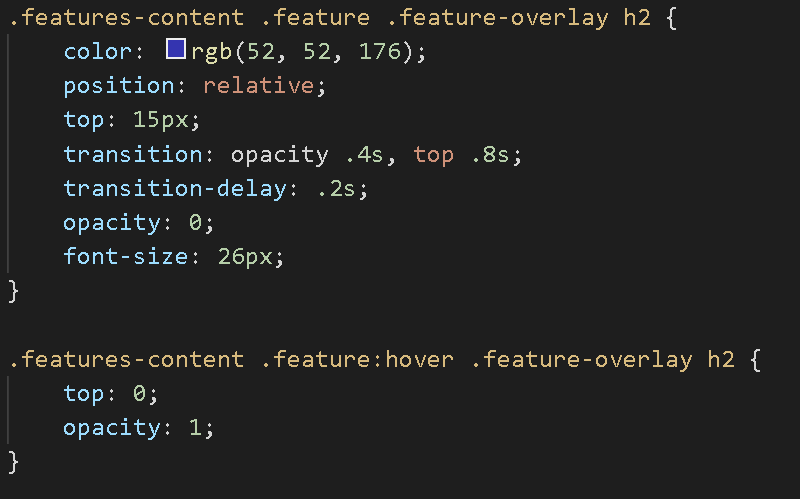 .features-content .feature .feature-overlay h2 {
    color: rgb(52, 52, 176);
    position: relative;
    top: 15px;
    transition: opacity .4s, top .8s;
    transition-delay: .2s;
    opacity: 0;
    font-size: 26px;
}

.features-content .feature:hover .feature-overlay h2 {
    top: 0;
    opacity: 1;
}